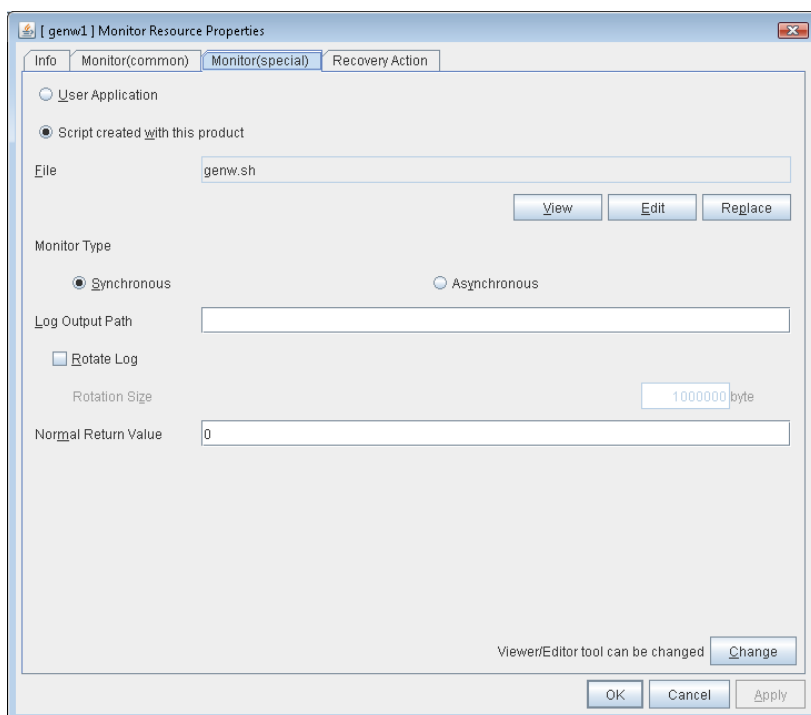 [ genw1 ] Monitor Resource Properties
Info Monitor(common) Monitor(special) Recovery Action
User Application
Script created with this product
File genw.sh
View Edit Replace
Monitor Type
Synchronous Asynchronous
Log Output Path
Rotate Log
Rotation Size 1000000 byte
Normal Return Value 0
Viewer/Editor tool can be changed Change
OK Cancel Apply